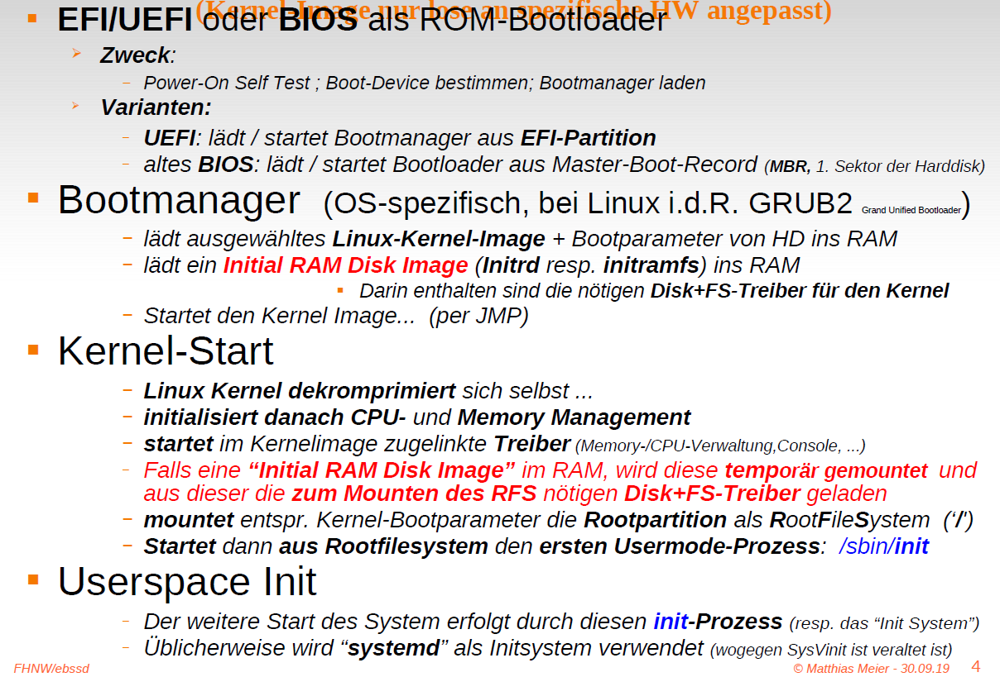 (Kernel-Image nur lose an spezifische HW angepasst)
EFI/UEFI oder BIOS als ROM-Bootloader
Zweck:
Power-On Self Test ; Boot-Device bestimmen; Bootmanager laden
Varianten:
UEFI: lädt / startet Bootmanager aus EFI-Partition
altes BIOS: lädt / startet Bootloader aus Master-Boot-Record (MBR, 1. Sektor der Harddisk)
Bootmanager (OS-spezifisch, bei Linux i.d.R. GRUB2 Grand Unified Bootloader)
lädt ausgewähltes Linux-Kernel-Image + Bootparameter von HD ins RAM
lädt ein Initial RAM Disk Image (Initrd resp. initramfs) ins RAM
Darin enthalten sind die nötigen Disk+FS-Treiber für den Kernel
Startet den Kernel Image... (per JMP)
Kernel-Start
Linux Kernel dekromprimiert sich selbst ...
initialisiert danach CPU- und Memory Management
startet im Kernelimage zugelinkte Treiber (Memory-/CPU-Verwaltung,Console, ...)
Falls eine “Initial RAM Disk Image” im RAM, wird diese temporär gemountet und
aus dieser die zum Mounten des RFS nötigen Disk+FS-Treiber geladen
mountet entspr. Kernel-Bootparameter die Rootpartition als RootFileSystem (‘/')
Startet dann aus Rootfilesystem den ersten Usermode-Prozess: /sbin/init
Userspace Init
Der weitere Start des System erfolgt durch diesen init-Prozess (resp. das “Init System”)
Üblicherweise wird “systemd” als Initsystem verwendet (wogegen SysVinit ist veraltet ist)
FHNW/ebssd
© Matthias Meier - 30.09.19
4